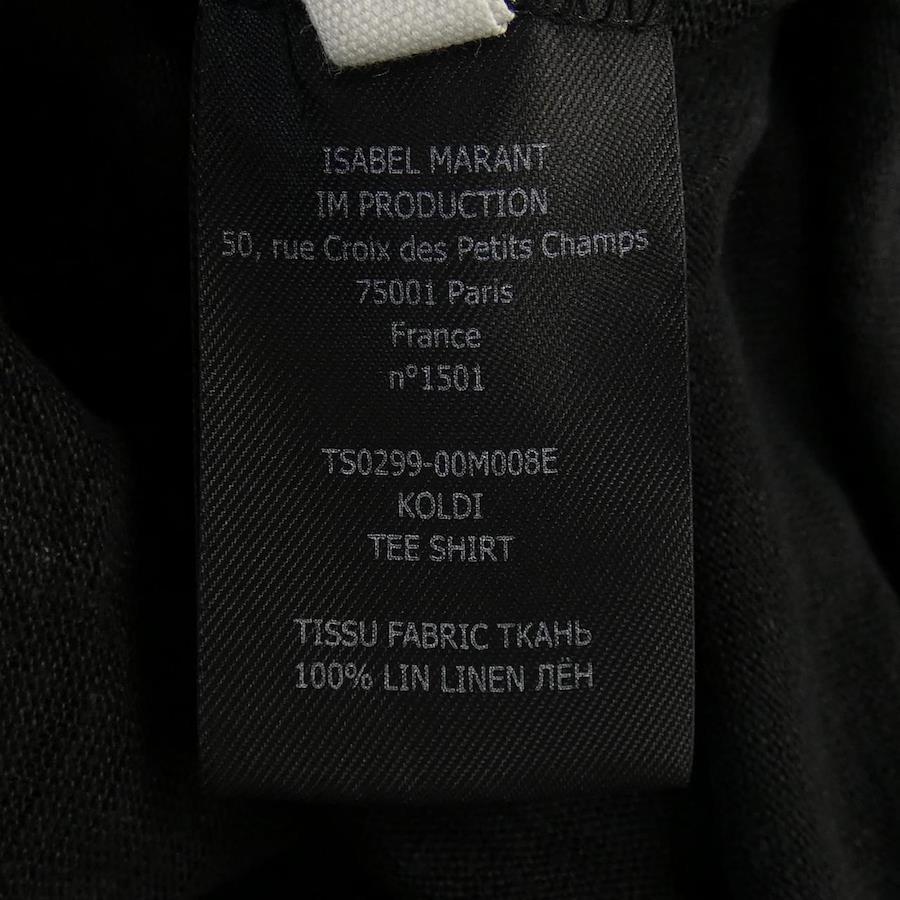 ISABEL MARANT
IM PRODUCTION
50, rue Croix des Petits Champs
75001 Paris
France
n°1501
TS0299-00M008E
KOLDI
TEE SHIRT
TISSU FABRIC ТКАНЬ
100% LIN LINEN ЛЁН